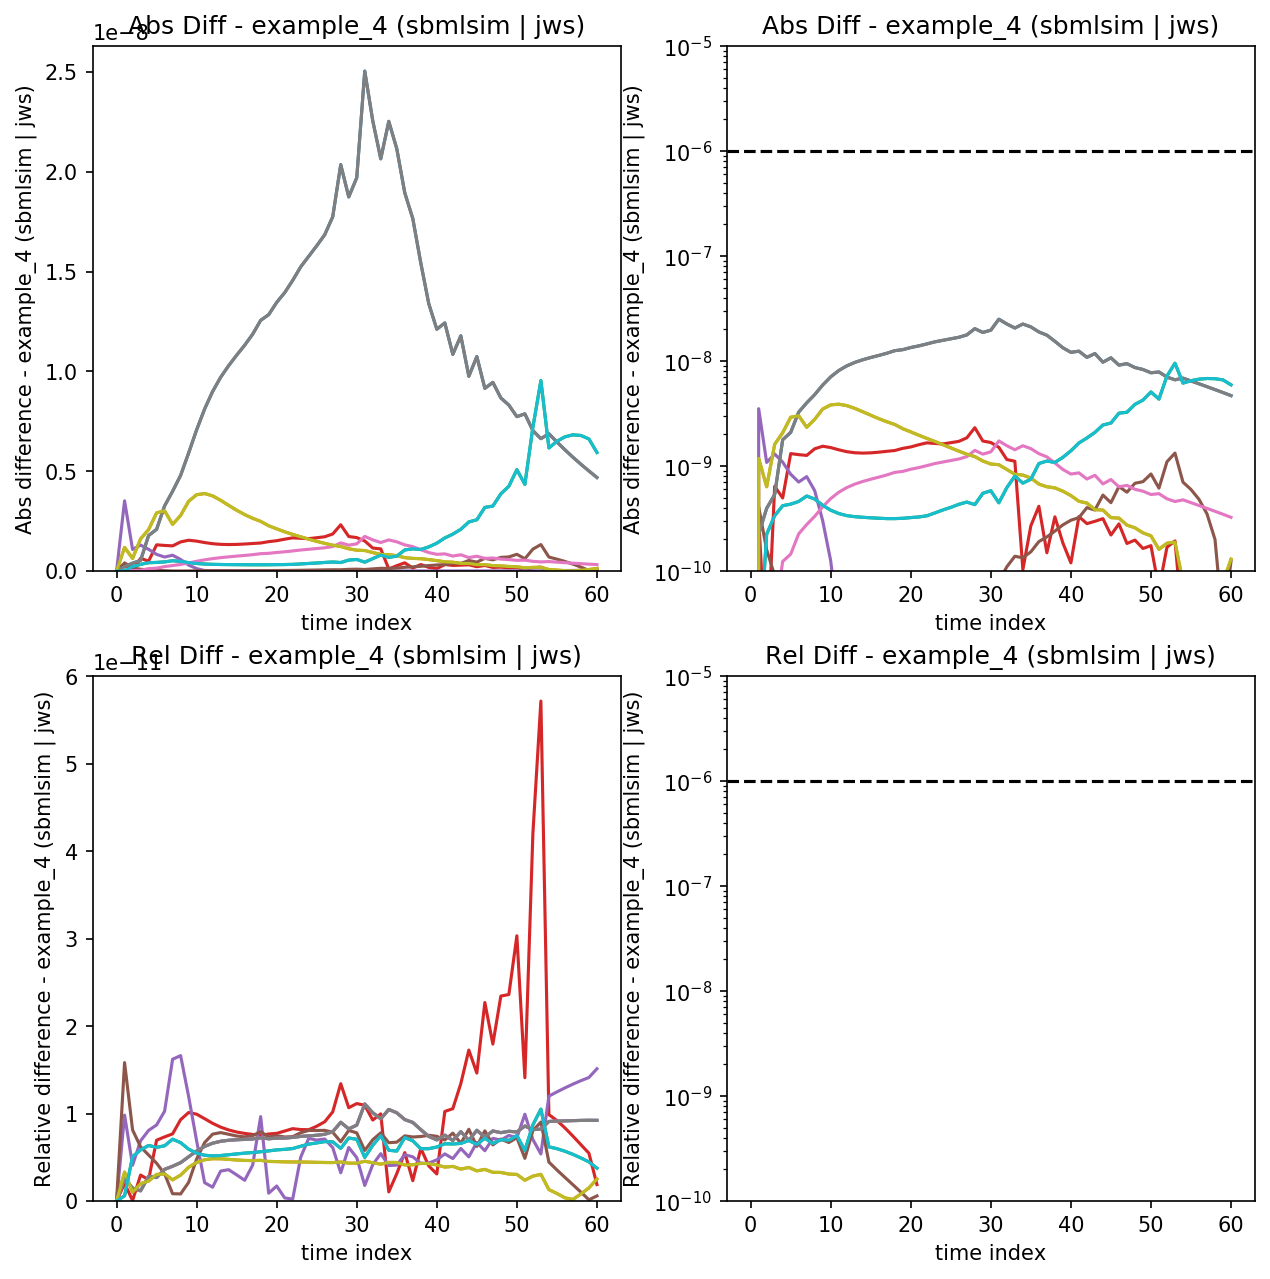 Abs Diff - example_4 (sbmlsim | jws)
1e−8
Abs difference - example_4 (sbmlsim | jws)
2.5
2.0
1.5
1.0
0.5
0.0
0 10 20 30 40 50 60
time index
Abs Diff - example_4 (sbmlsim | jws)
Abs difference - example_4 (sbmlsim | jws)
10⁻⁵
10⁻⁶
10⁻⁷
10⁻⁸
10⁻⁹
10⁻¹⁰
0 10 20 30 40 50 60
time index
Rel Diff - example_4 (sbmlsim | jws)
1e−11
Relative difference - example_4 (sbmlsim | jws)
6
5
4
3
2
1
0
0 10 20 30 40 50 60
time index
Rel Diff - example_4 (sbmlsim | jws)
Relative difference - example_4 (sbmlsim | jws)
10⁻⁵
10⁻⁶
10⁻⁷
10⁻⁸
10⁻⁹
10⁻¹⁰
0 10 20 30 40 50 60
time index